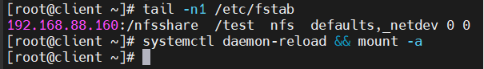 [root@client ~]# tail -n1 /etc/fstab
192.168.88.160:/nfsshare  /test  nfs  defaults,_netdev 0 0
[root@client ~]# systemctl daemon-reload && mount -a
[root@client ~]#